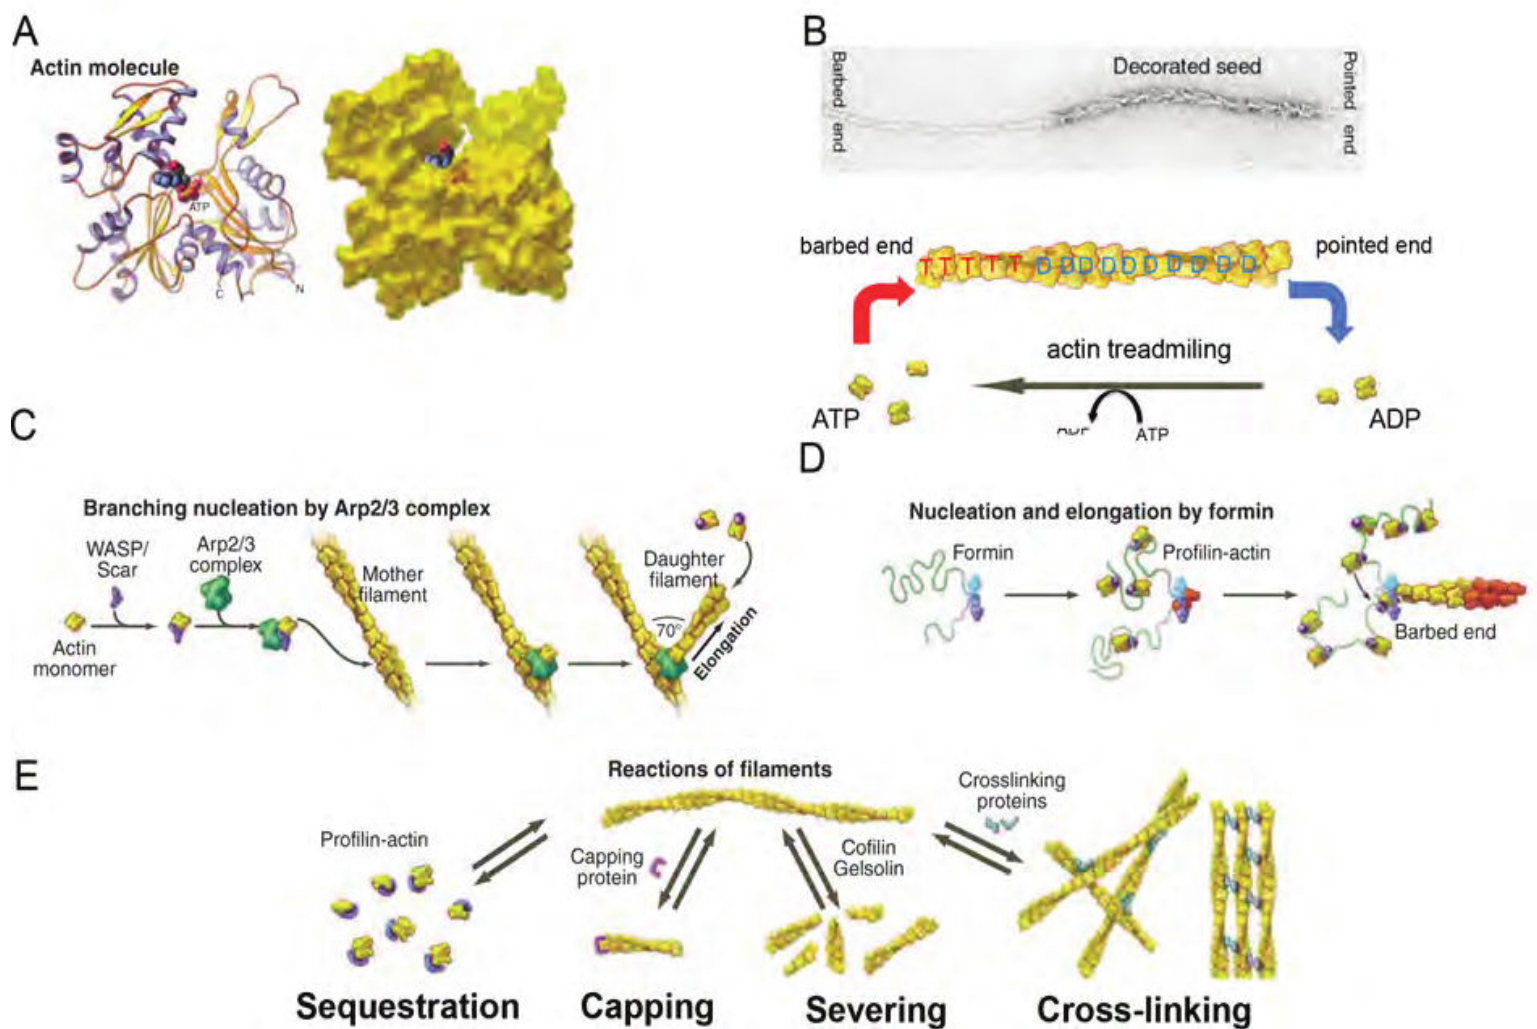 A
Actin molecule
ATP
C
N
B
Barbed end
Decorated seed
Pointed end
barbed end
T T T T T D D D D D D D D D D
pointed end
actin treadmiling
ATP
ATP
ADP
C
Branching nucleation by Arp2/3 complex
WASP/
Scar
Arp2/3
complex
Actin
monomer
Mother
filament
Daughter
filament
70°
Elongation
D
Nucleation and elongation by formin
Formin
Profilin-actin
Barbed end
E
Reactions of filaments
Profilin-actin
Capping
protein
Cofilin
Gelsolin
Crosslinking
proteins
Sequestration
Capping
Severing
Cross-linking